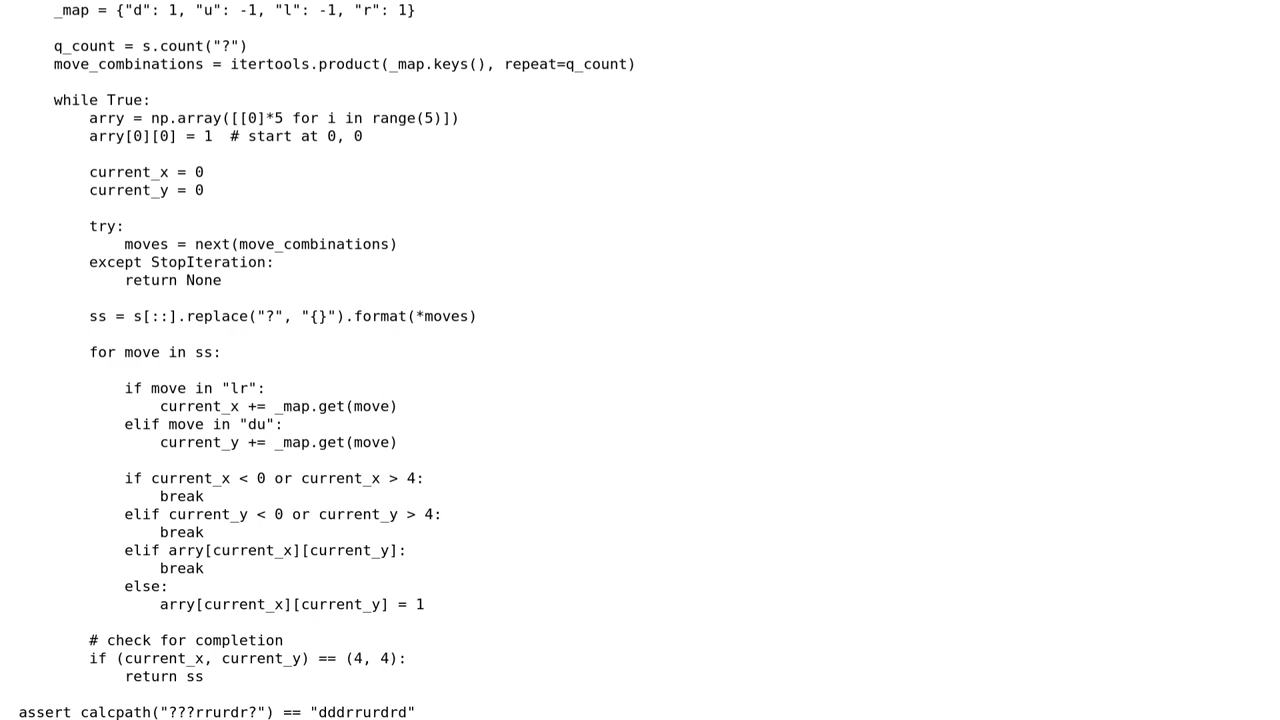 _map = {"d": 1, "u": -1, "l": -1, "r": 1}

    q_count = s.count("?")
    move_combinations = itertools.product(_map.keys(), repeat=q_count)

    while True:
        arry = np.array([[0]*5 for i in range(5)])
        arry[0][0] = 1  # start at 0, 0

        current_x = 0
        current_y = 0

        try:
            moves = next(move_combinations)
        except StopIteration:
            return None

        ss = s[::].replace("?", "{}").format(*moves)

        for move in ss:

            if move in "lr":
                current_x += _map.get(move)
            elif move in "du":
                current_y += _map.get(move)

            if current_x < 0 or current_x > 4:
                break
            elif current_y < 0 or current_y > 4:
                break
            elif arry[current_x][current_y]:
                break
            else:
                arry[current_x][current_y] = 1

        # check for completion
        if (current_x, current_y) == (4, 4):
            return ss

assert calcpath("???rrurdr?") == "dddrrurdrd"